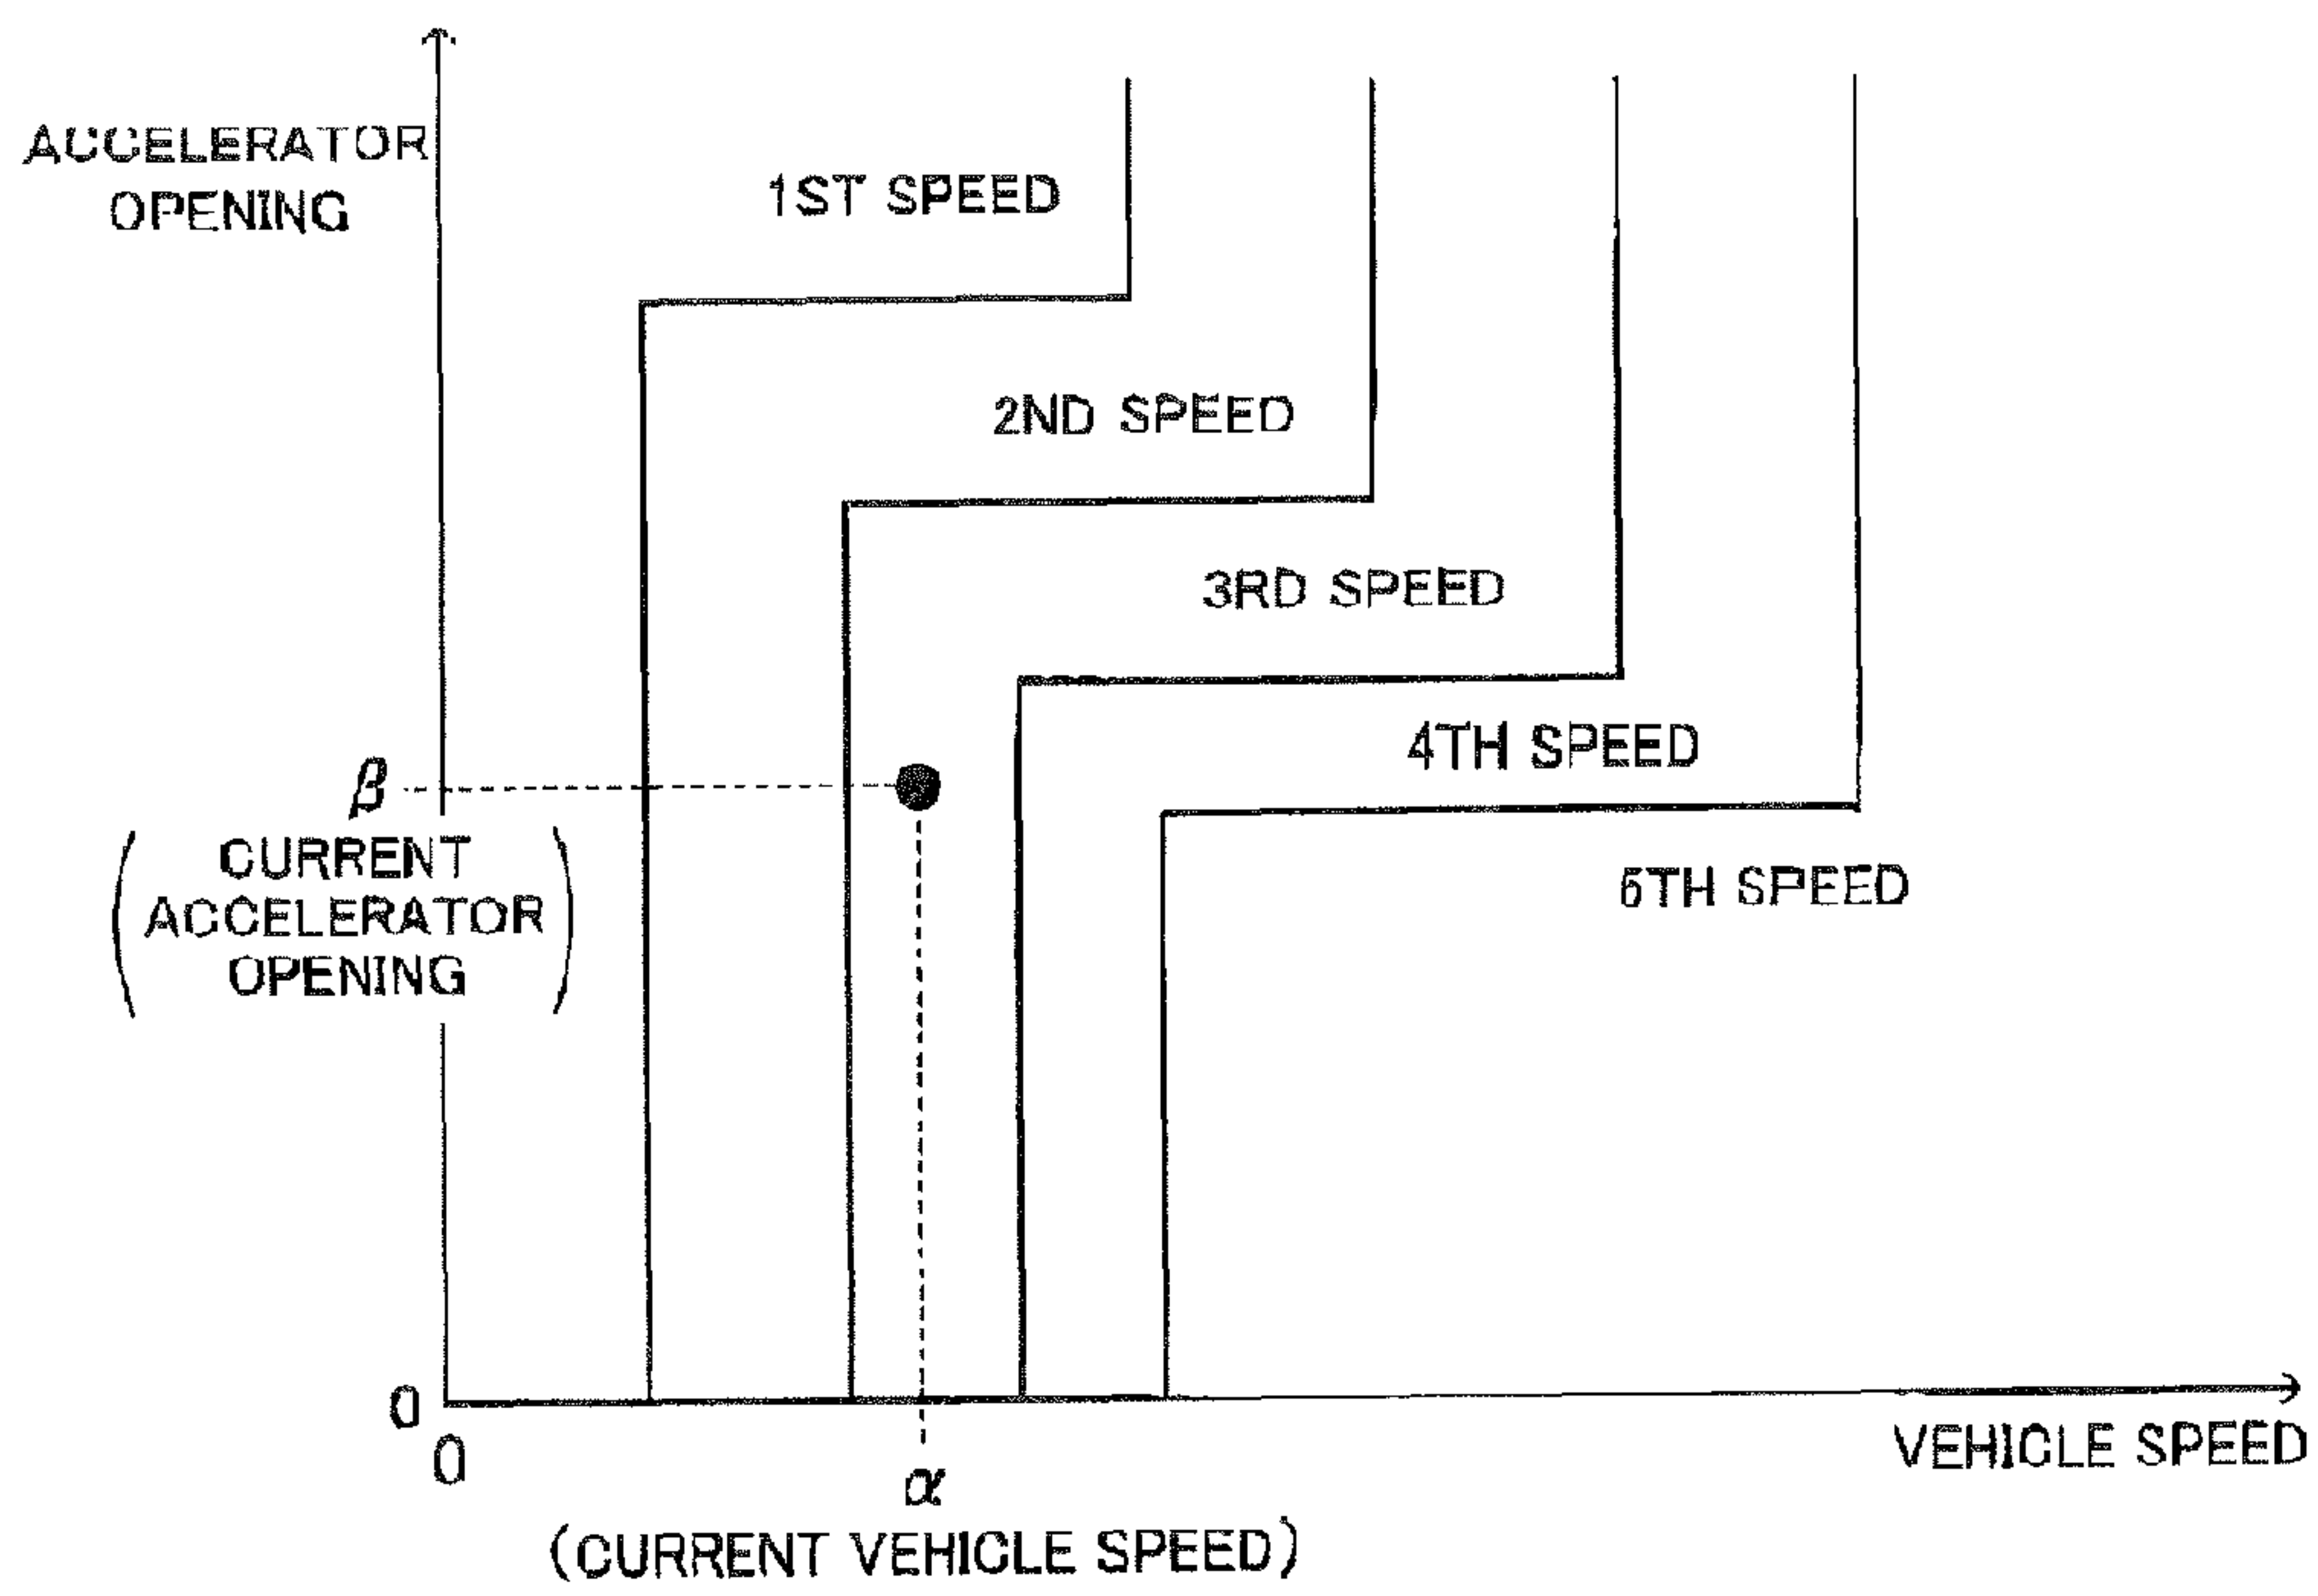 ACCELERATOR
OPENING
1ST SPEED
2ND SPEED
3RD SPEED
4TH SPEED
5TH SPEED
β
(CURRENT
ACCELERATOR
OPENING)
0
0
VEHICLE SPEED
α
(CURRENT VEHICLE SPEED)